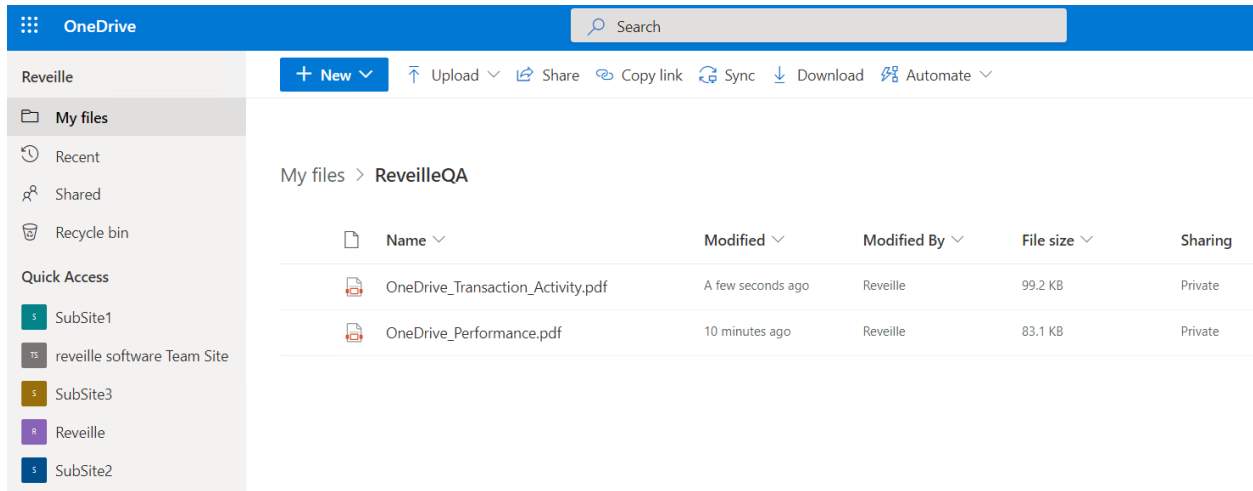 OneDrive
Search
Reveille
My files
Recent
Shared
Recycle bin
Quick Access
S SubSite1
TS reveille software Team Site
S SubSite3
R Reveille
S SubSite2
New Upload Share Copy link Sync Download Automate
My files > ReveilleQA
Name Modified Modified By File size Sharing
OneDrive_Transaction_Activity.pdf A few seconds ago Reveille 99.2 KB Private
OneDrive_Performance.pdf 10 minutes ago Reveille 83.1 KB Private